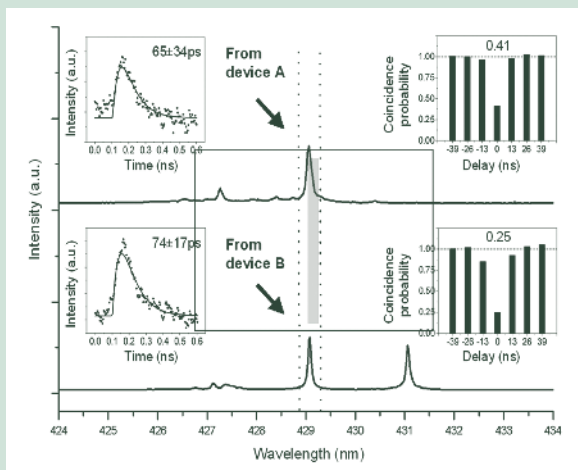 65±34ps
Intensity (a.u.)
0.0 0.1 0.2 0.3 0.4 0.5 0.6
Time (ns)
From
device A
0.41
Coincidence
probability
1.00
0.75
0.50
0.25
0.00
-39 -26 -13 0 13 26 39
Delay (ns)
Intensity (a.u.)
74±17ps
Intensity (a.u.)
0.0 0.1 0.2 0.3 0.4 0.5 0.6
Time (ns)
From
device B
0.25
Coincidence
probability
1.00
0.75
0.50
0.25
0.00
-39 -26 -13 0 13 26 39
Delay (ns)
424 425 426 427 428 429 430 431 432 433 434
Wavelength (nm)